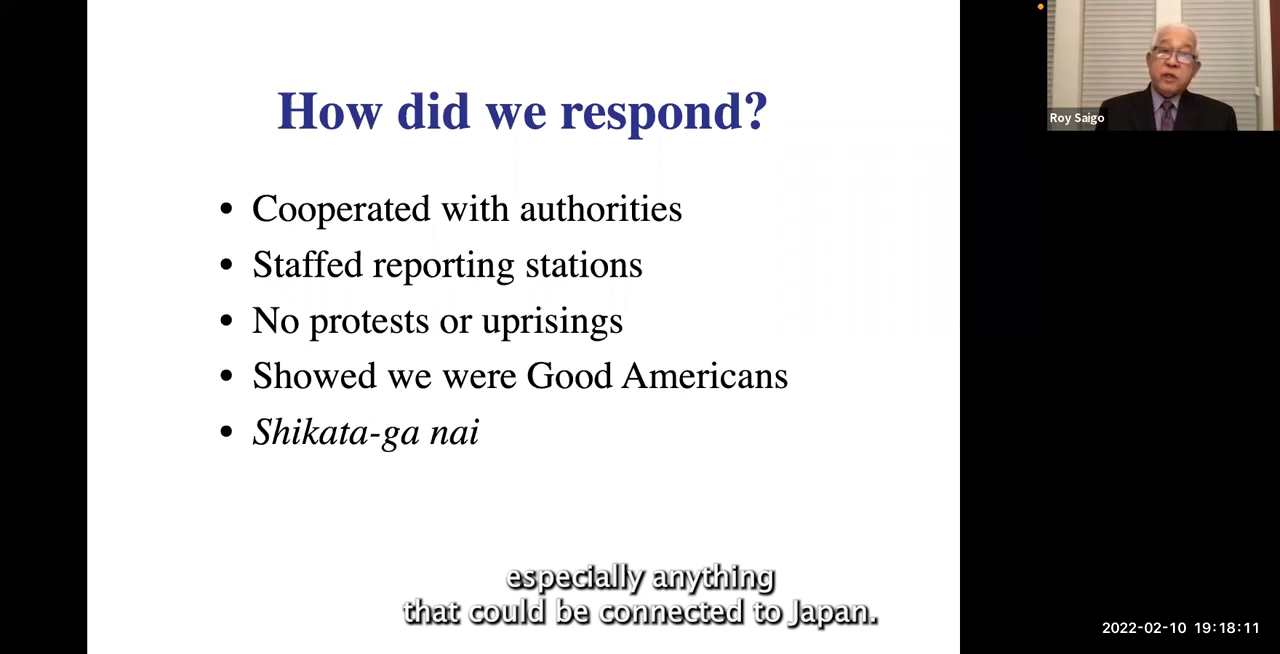 How did we respond?
• Cooperated with authorities
• Staffed reporting stations
• No protests or uprisings
• Showed we were Good Americans
• Shikata-ga nai
especially anything
that could be connected to Japan.
Roy Saigo
2022-02-10 19:18:11